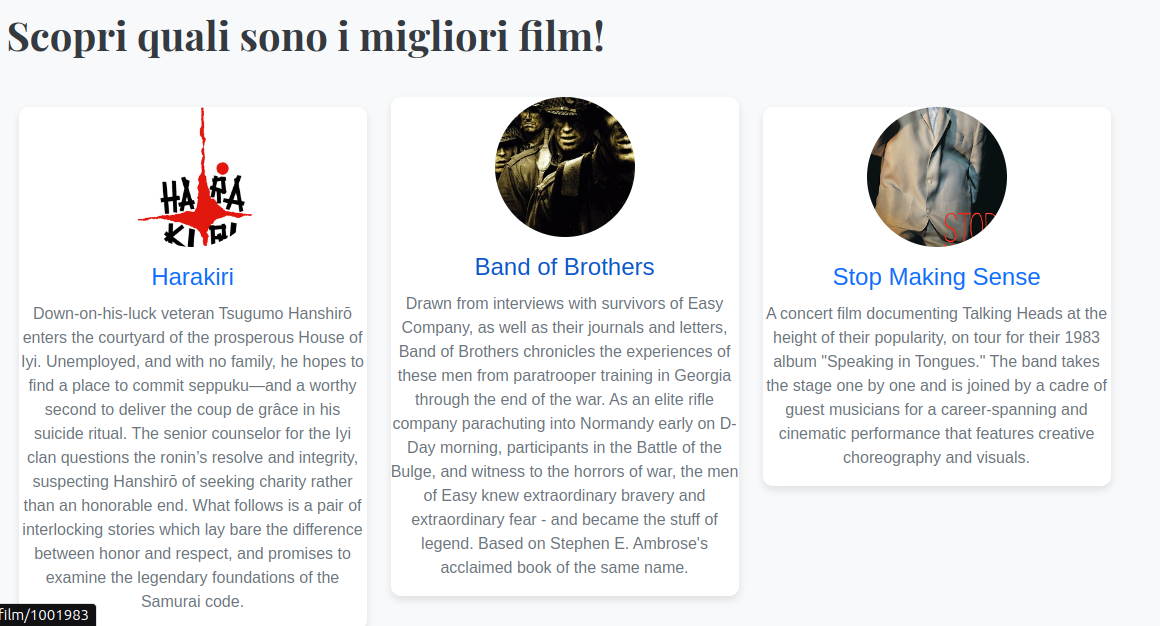 Scopri quali sono i migliori film!
HARA
KIRI
Harakiri
Down-on-his-luck veteran Tsugumo Hanshirō
enters the courtyard of the prosperous House of
Iyi. Unemployed, and with no family, he hopes to
find a place to commit seppuku—and a worthy
second to deliver the coup de grâce in his
suicide ritual. The senior counselor for the Iyi
clan questions the ronin’s resolve and integrity,
suspecting Hanshirō of seeking charity rather
than an honorable end. What follows is a pair of
interlocking stories which lay bare the difference
between honor and respect, and promises to
examine the legendary foundations of the
Samurai code.
Band of Brothers
Drawn from interviews with survivors of Easy
Company, as well as their journals and letters,
Band of Brothers chronicles the experiences of
these men from paratrooper training in Georgia
through the end of the war. As an elite rifle
company parachuting into Normandy early on D-
Day morning, participants in the Battle of the
Bulge, and witness to the horrors of war, the men
of Easy knew extraordinary bravery and
extraordinary fear - and became the stuff of
legend. Based on Stephen E. Ambrose's
acclaimed book of the same name.
STOP
Stop Making Sense
A concert film documenting Talking Heads at the
height of their popularity, on tour for their 1983
album "Speaking in Tongues." The band takes
the stage one by one and is joined by a cadre of
guest musicians for a career-spanning and
cinematic performance that features creative
choreography and visuals.
film/1001983